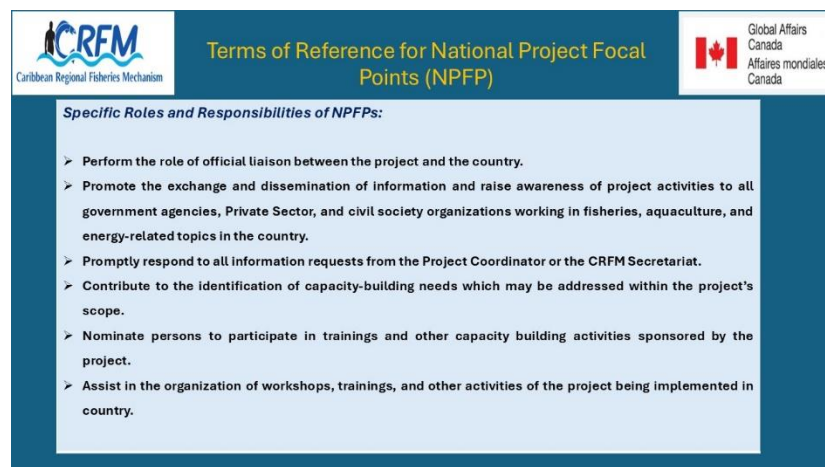 CRFM
Caribbean Regional Fisheries Mechanism
Terms of Reference for National Project Focal
Points (NPFP)
Global Affairs
Canada
Affaires mondiales
Canada
Specific Roles and Responsibilities of NPFPs:
➢ Perform the role of official liaison between the project and the country.
➢ Promote the exchange and dissemination of information and raise awareness of project activities to all
government agencies, Private Sector, and civil society organizations working in fisheries, aquaculture, and
energy-related topics in the country.
➢ Promptly respond to all information requests from the Project Coordinator or the CRFM Secretariat.
➢ Contribute to the identification of capacity-building needs which may be addressed within the project's
scope.
➢ Nominate persons to participate in trainings and other capacity building activities sponsored by the
project.
➢ Assist in the organization of workshops, trainings, and other activities of the project being implemented in
country.